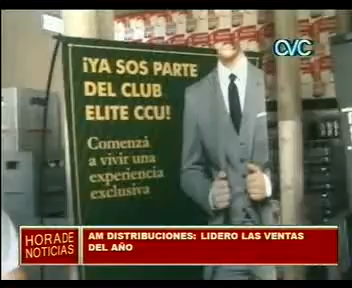 CVC
¡YA SOS PARTE
DEL CLUB
ELITE CCU!
Comenzá
a vivir una
experiencia
exclusiva
HORA DE
NOTICIAS
AM DISTRIBUCIONES: LIDERO LAS VENTAS
DEL AÑO